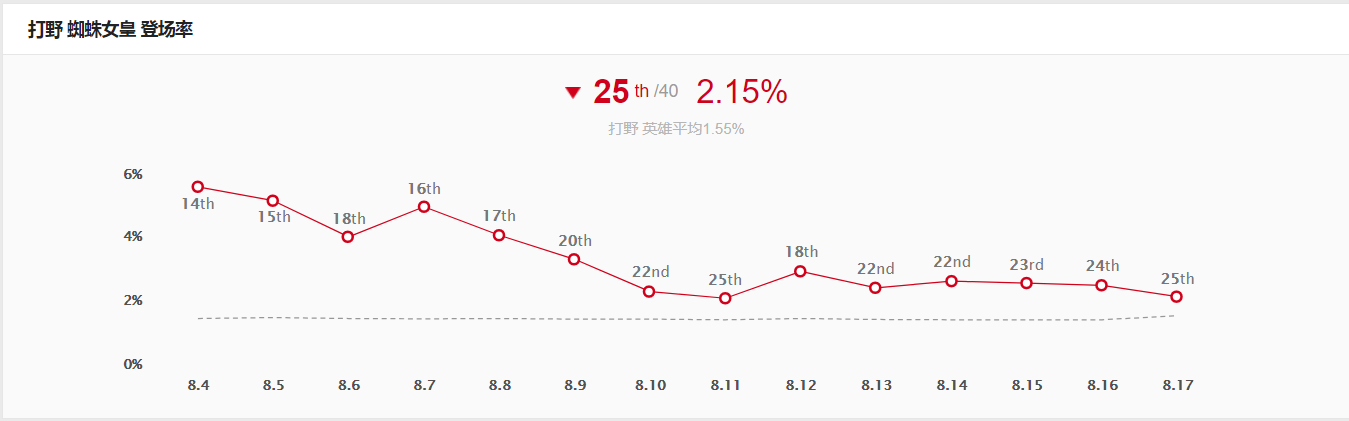 打野 蜘蛛女皇 登场率
▼ 25 th /40 2.15%
打野 英雄平均1.55%
6%
4%
2%
0%
14th 15th 18th 16th 17th 20th 22nd 25th 18th 22nd 22nd 23rd 24th 25th
8.4 8.5 8.6 8.7 8.8 8.9 8.10 8.11 8.12 8.13 8.14 8.15 8.16 8.17